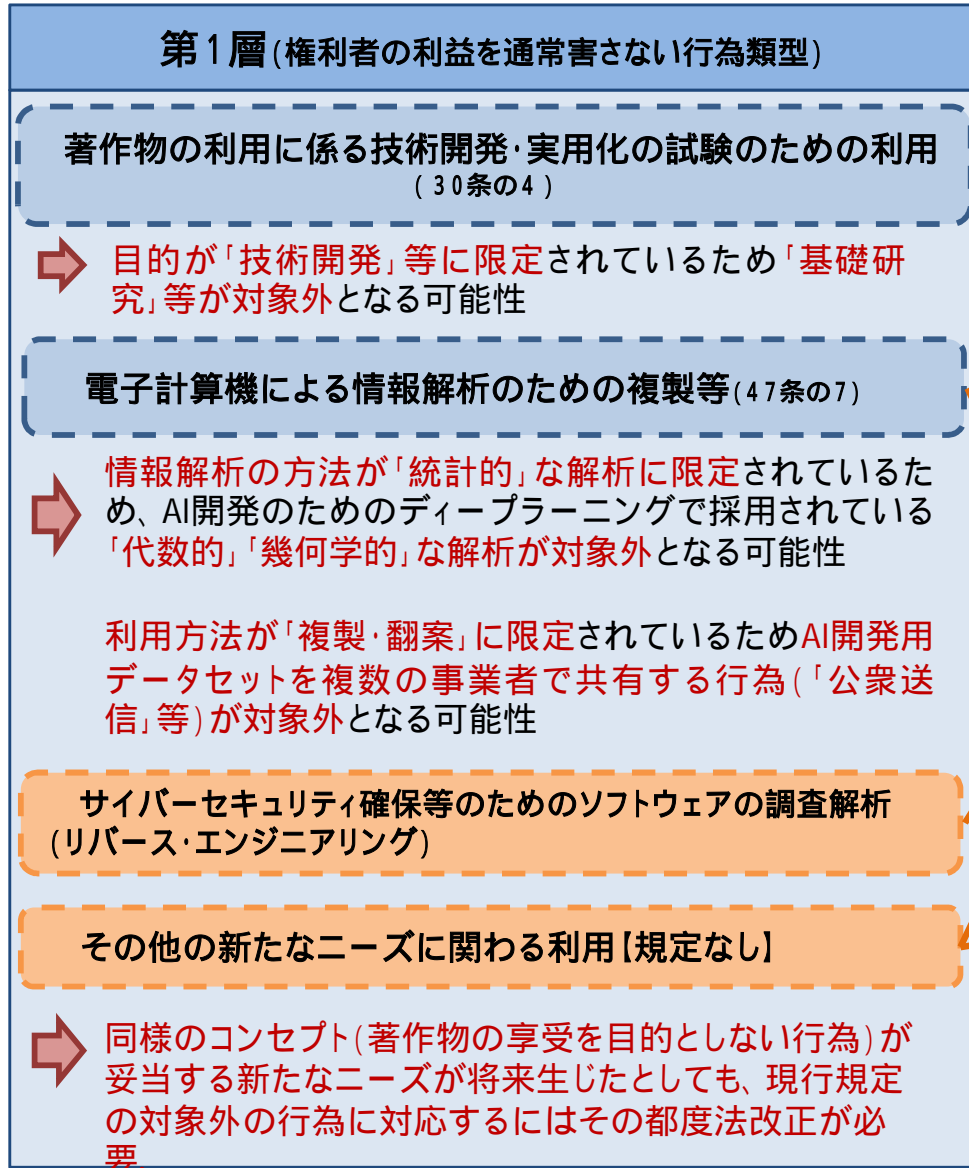 第1層(権利者の利益を通常害さない行為類型)
著作物の利用に係る技術開発・実用化の試験のための利用
(30条の4)
目的が「技術開発」等に限定されているため「基礎研
究」等が対象外となる可能性
電子計算機による情報解析のための複製等(47条の7)
情報解析の方法が「統計的」な解析に限定されているた
め、AI開発のためのディープラーニングで採用されている
「代数的」「幾何学的」な解析が対象外となる可能性
利用方法が「複製・翻案」に限定されているためAI開発用
データセットを複数の事業者で共有する行為(「公衆送
信」等)が対象外となる可能性
サイバーセキュリティ確保等のためのソフトウェアの調査解析
(リバース・エンジニアリング)
その他の新たなニーズに関わる利用【規定なし】
同様のコンセプト(著作物の享受を目的としない行為)が
妥当する新たなニーズが将来生じたとしても、現行規定
の対象外の行為に対応するにはその都度法改正が必
要